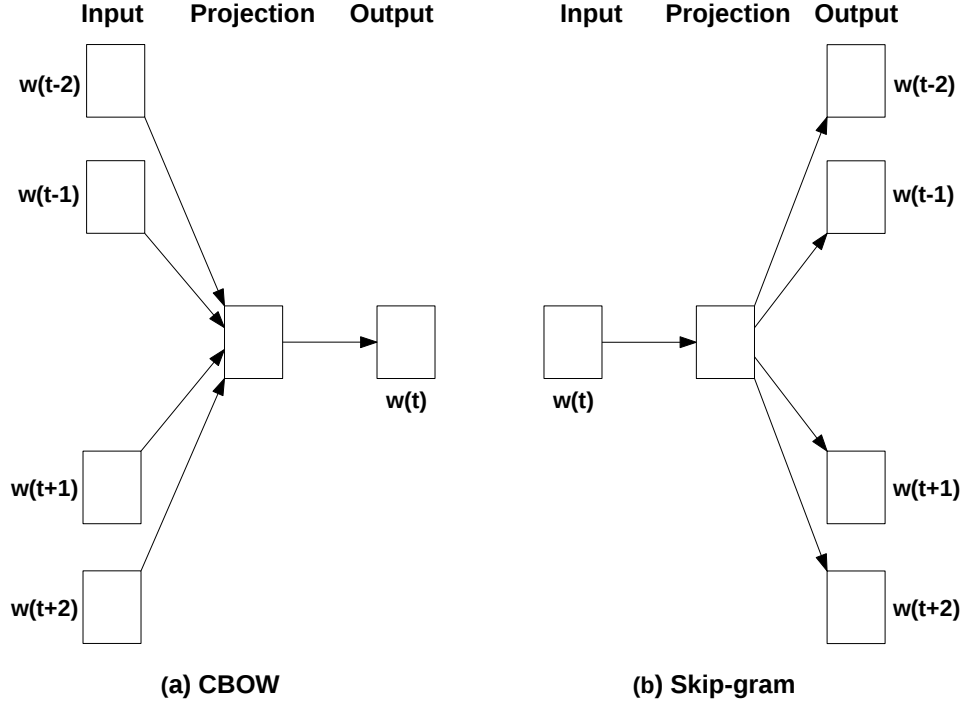 Input Projection Output
w(t-2)
w(t-1)
w(t)
w(t+1)
w(t+2)
(a) CBOW
Input Projection Output
w(t-2)
w(t-1)
w(t)
w(t+1)
w(t+2)
(b) Skip-gram